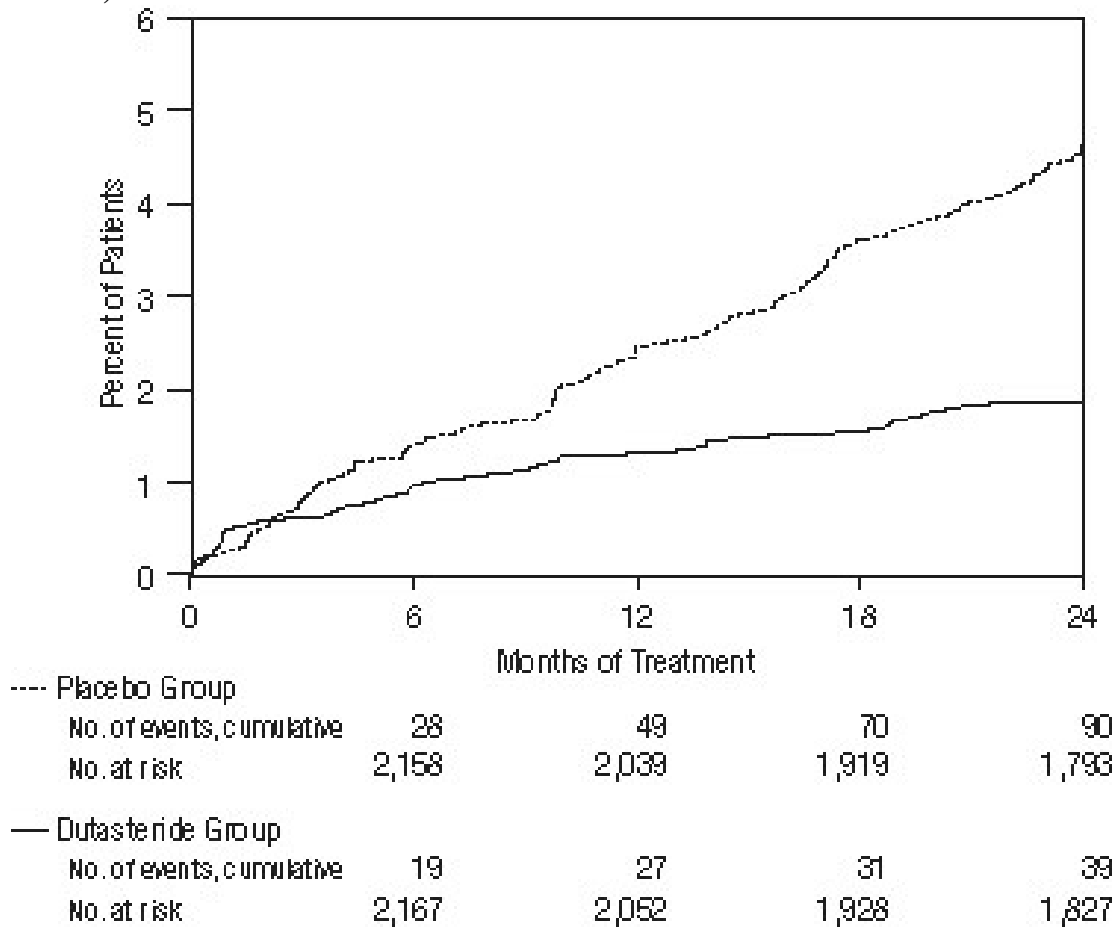 6
5
4
3
2
1
0
Percent of Patients
0 6 12 18 24
Months of Treatment
---- Placebo Group
No. of events, cumulative 28 49 70 90
No. at risk 2,158 2,039 1,919 1,793
— Dutasteride Group
No. of events, cumulative 19 27 31 39
No. at risk 2,167 2,052 1,928 1,827